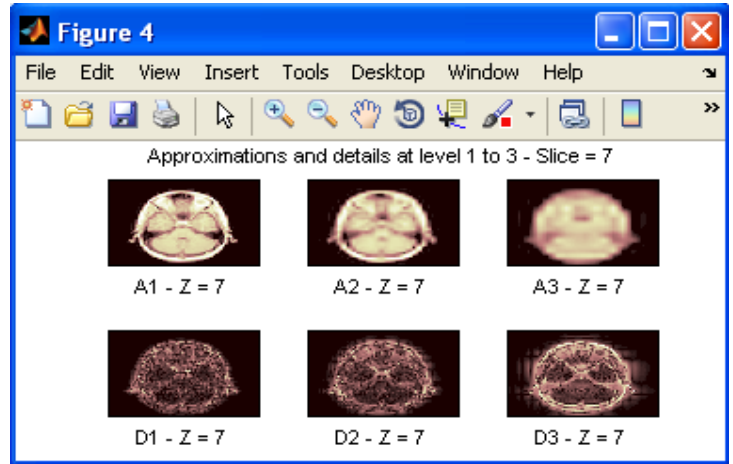 Figure 4
File Edit View Insert Tools Desktop Window Help
Approximations and details at level 1 to 3 - Slice = 7
A1 - Z = 7 A2 - Z = 7 A3 - Z = 7
D1 - Z = 7 D2 - Z = 7 D3 - Z = 7